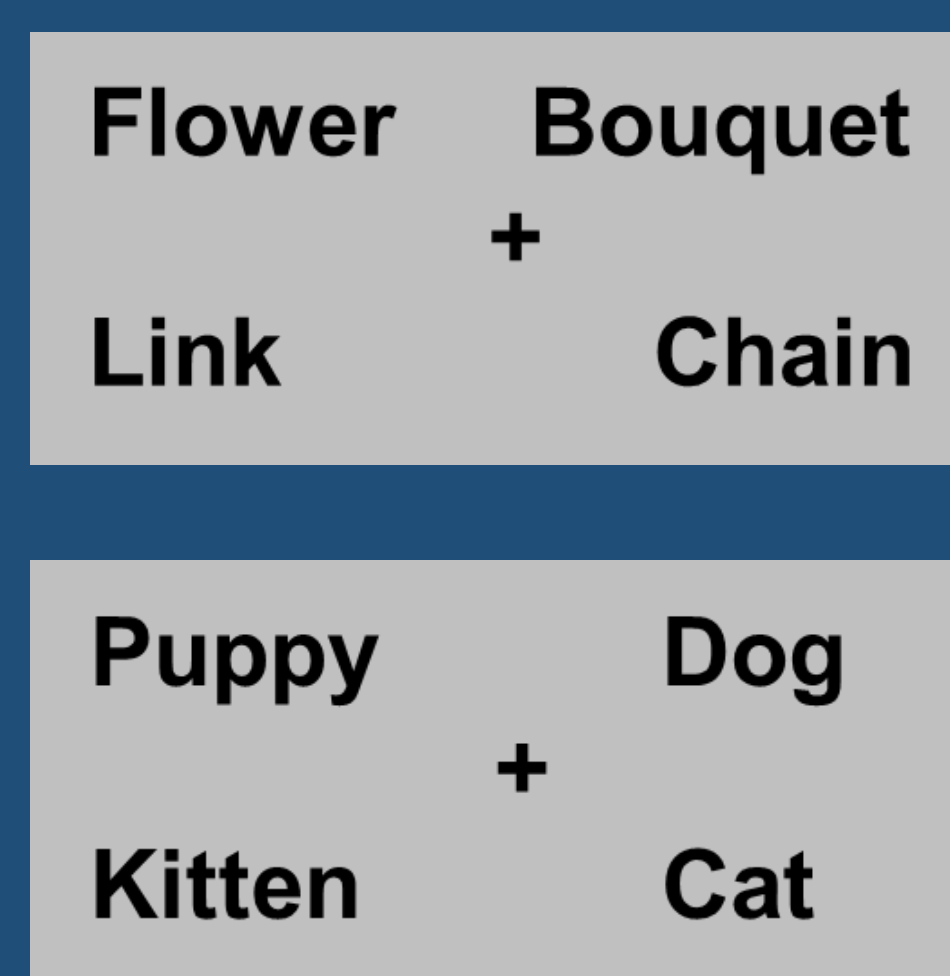 Flower Bouquet
+
Link Chain
Puppy Dog
+
Kitten Cat